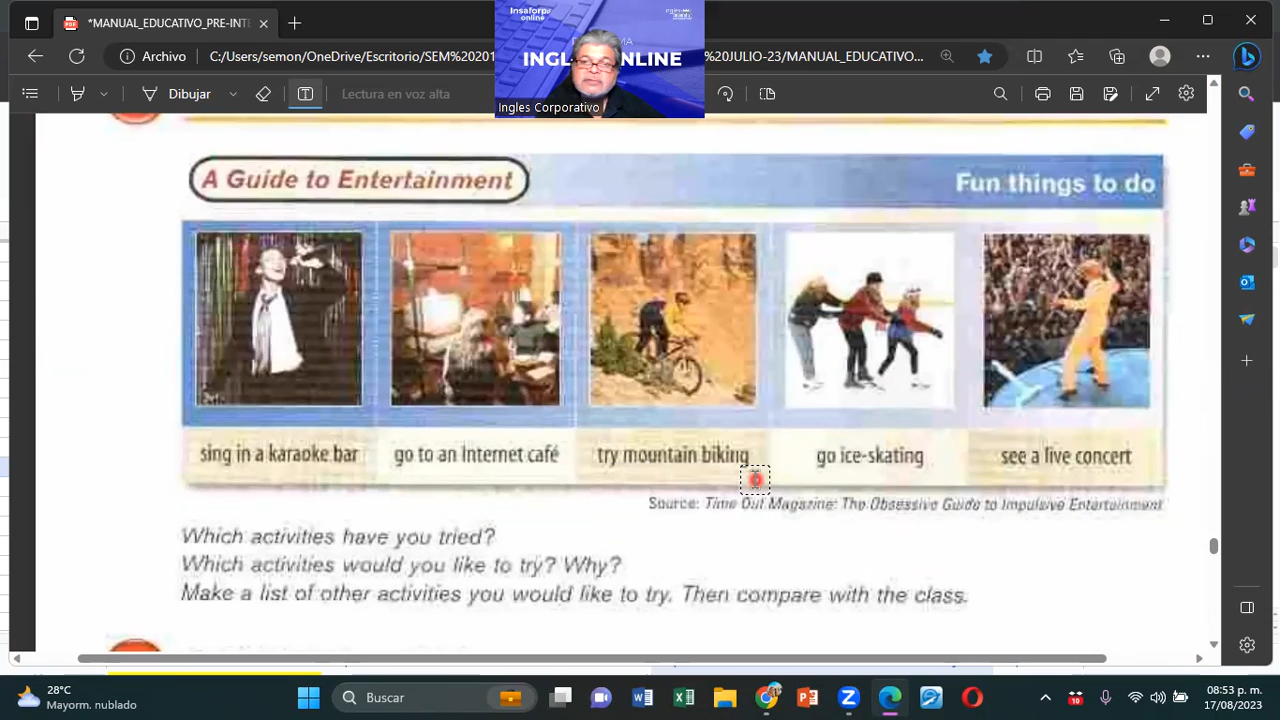 *MANUAL_EDUCATIVO_PRE-INTE
Insaforp
online
INGL NLINE
Ingles Corporativo
Archivo
C:/Users/semon/OneDrive/Escritorio/SEM%2001
%20JULIO-23/MANUAL_EDUCATIVO...
Dibujar
Lectura en voz alta
A Guide to Entertainment
Fun things to do
sing in a karaoke bar
go to an Internet café
try mountain biking
go ice-skating
see a live concert
Source: Time Out Magazine: The Obsessive Guide to Impulsive Entertainment
Which activities have you tried?
Which activities would you like to try? Why?
Make a list of other activities you would like to try. Then compare with the class.
28°C
Mayorm. nublado
Buscar
10
08:53 p. m.
17/08/2023